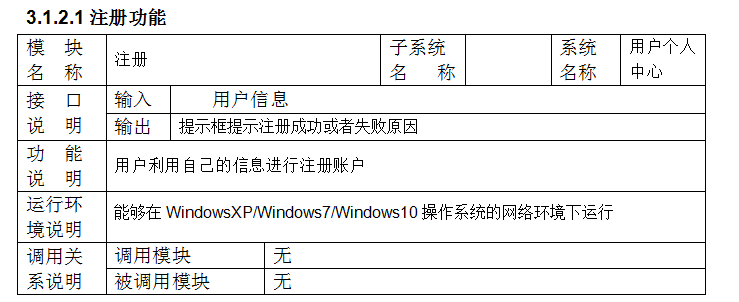 3.1.2.1 注册功能
模 块 名 称 注册 子系统名 称 系统名称 用户个人中心
接 口 说 明 输入 用户信息
输出 提示框提示注册成功或者失败原因
功 能 说 明 用户利用自己的信息进行注册账户
运行环境说明 能够在 WindowsXP/Windows7/Windows10 操作系统的网络环境下运行
调用关系说明 调用模块 无
被调用模块 无